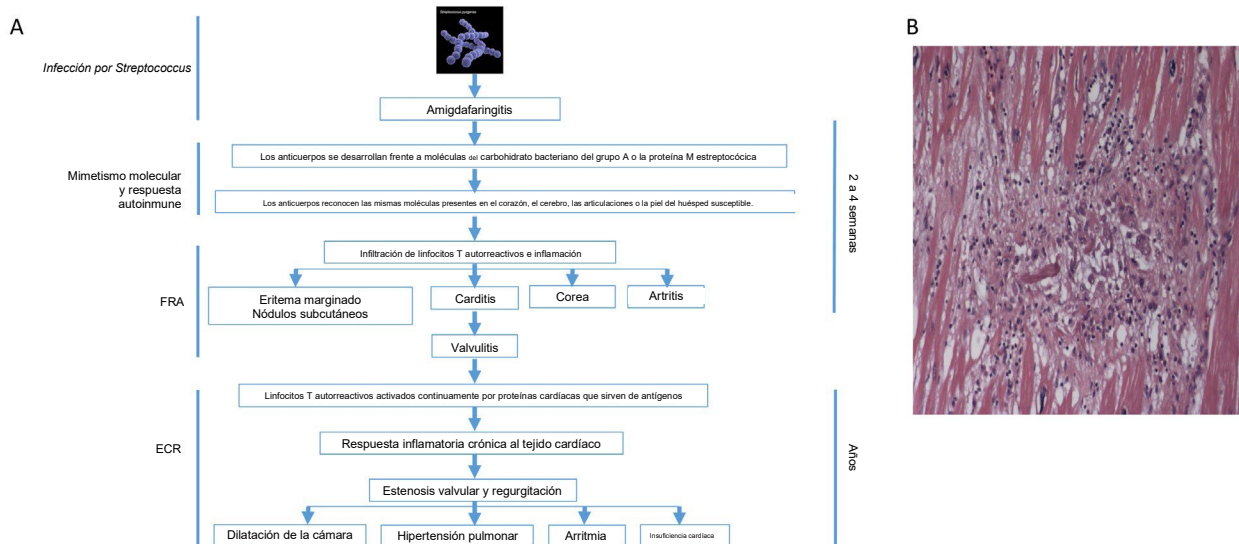 A
B
Streptococcus pyogenes
Infección por Streptococcus
Amigdafaringitis
Los anticuerpos se desarrollan frente a moléculas del carbohidrato bacteriano del grupo A o la proteína M estreptocócica
Mimetismo molecular
y respuesta
autoinmune
Los anticuerpos reconocen las mismas moléculas presentes en el corazón, el cerebro, las articulaciones o la piel del huésped susceptible.
2 a 4 semanas
Infiltración de linfocitos T autorreactivos e inflamación
FRA
Eritema marginado
Nódulos subcutáneos
Carditis
Corea
Artritis
Valvulitis
Linfocitos T autorreactivos activados continuamente por proteínas cardíacas que sirven de antígenos
ECR
Respuesta inflamatoria crónica al tejido cardíaco
Años
Estenosis valvular y regurgitación
Dilatación de la cámara
Hipertensión pulmonar
Arritmia
Insuficiencia cardíaca